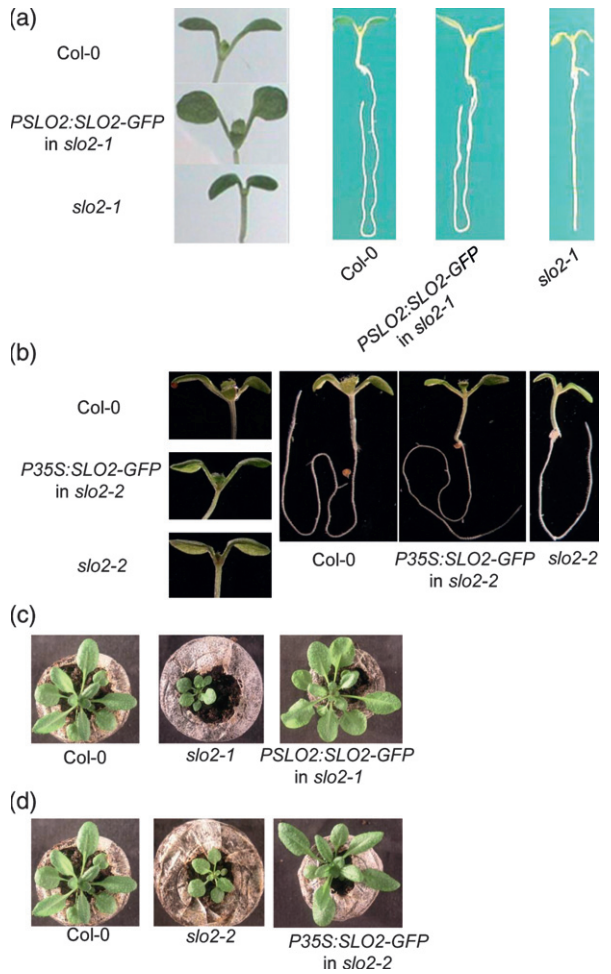 (a)
Col-0
PSLO2:SLO2-GFP
in slo2-1
slo2-1
Col-0
PSLO2:SLO2-GFP
in slo2-1
slo2-1
(b)
Col-0
P35S:SLO2-GFP
in slo2-2
slo2-2
Col-0
P35S:SLO2-GFP
in slo2-2
slo2-2
(c)
Col-0
slo2-1
PSLO2:SLO2-GFP
in slo2-1
(d)
Col-0
slo2-2
P35S:SLO2-GFP
in slo2-2